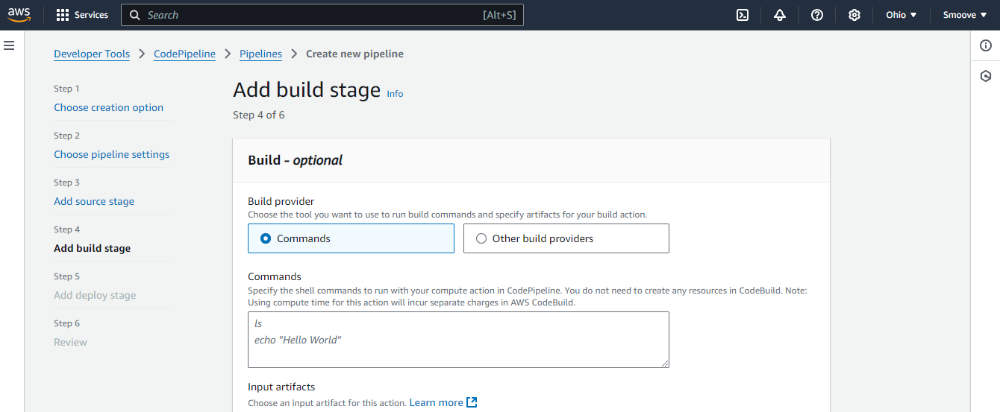 aws Services Search [Alt+S] Ohio Smoove
Developer Tools CodePipeline Pipelines Create new pipeline
Step 1
Choose creation option
Step 2
Choose pipeline settings
Step 3
Add source stage
Step 4
Add build stage
Step 5
Add deploy stage
Step 6
Review
Add build stage Info
Step 4 of 6
Build - optional
Build provider
Choose the tool you want to use to run build commands and specify artifacts for your build action.
Commands Other build providers
Commands
Specify the shell commands to run with your compute action in CodePipeline. You do not need to create any resources in CodeBuild. Note:
Using compute time for this action will incur separate charges in AWS CodeBuild.
ls
echo "Hello World"
Input artifacts
Choose an input artifact for this action. Learn more